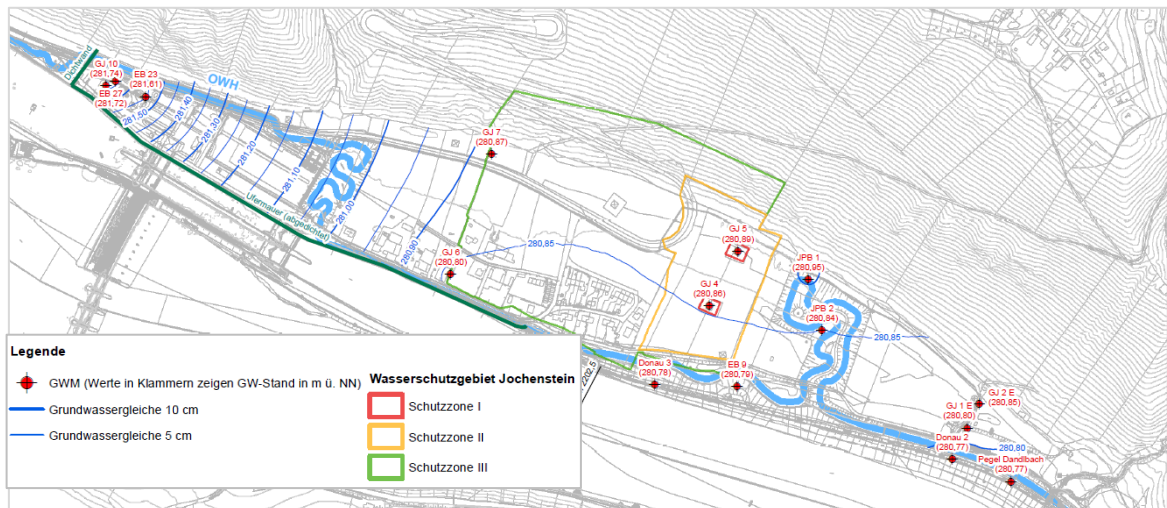 Dichtwand
GJ 10
(281,74)
EB 23
(281,61)
EB 27
(281,72)
OWH
281,50
281,40
281,30
281,20
281,10
281,00
280,90
Ufermauer (abgedichtet)
GJ 7
(280,87)
GJ 6
(280,80)
280,85
GJ 5
(280,89)
GJ 4
(280,86)
JPB 1
(280,95)
JPB 2
(280,84)
280,85
Donau 3
(280,78)
EB 9
(280,79)
2202,5
GJ 2 E
(280,85)
GJ 1 E
(280,80)
Donau 2
(280,77)
280,80
Pegel Dandlbach
(280,77)
Legende
GWM (Werte in Klammern zeigen GW-Stand in m ü. NN)
Grundwassergleiche 10 cm
Grundwassergleiche 5 cm
Wasserschutzgebiet Jochenstein
Schutzzone I
Schutzzone II
Schutzzone III